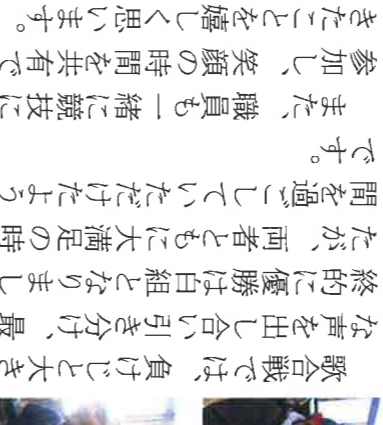 歌合戦では、負けじと大き
な声を出し合い引き分け、最
終的に優勝は白組となりまし
たが、両者ともに大満足の時
間を過ごしていただけたよう
です。
また、職員も一緒に競技に
参加し、笑顔の時間を共有で
きたことを嬉しく思います。